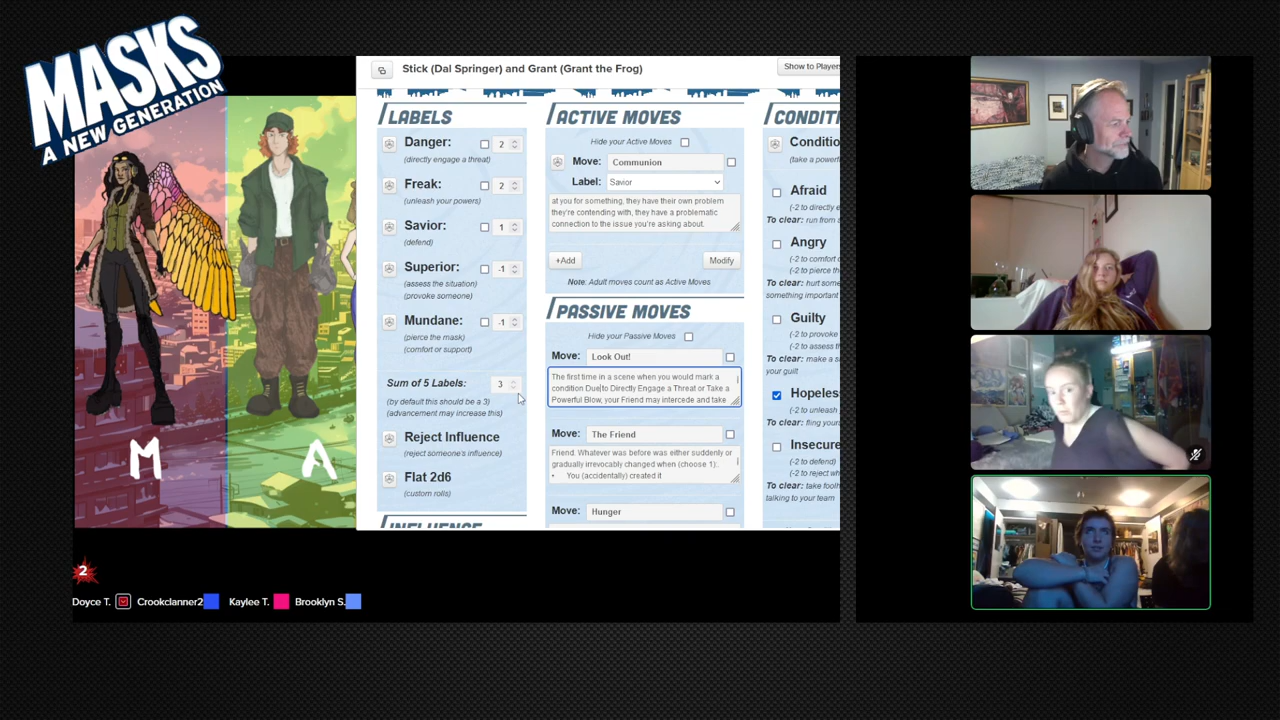 MASKS
A NEW GENERATION
M
A
Stick (Dal Springer) and Grant (Grant the Frog)
Show to Players
LABELS
Danger:
2
(directly engage a threat)
Freak:
2
(unleash your powers)
Savior:
1
(defend)
Superior:
-1
(assess the situation)
(provoke someone)
Mundane:
-1
(pierce the mask)
(comfort or support)
Sum of 5 Labels:
3
(by default this should be a 3)
(advancement may increase this)
Reject Influence
(reject someone's influence)
Flat 2d6
(custom rolls)
INFLUENCE
ACTIVE MOVES
Hide your Active Moves
Move: Communion
Label: Savior
at you for something, they have their own problem
they're contending with, they have a problematic
connection to the issue you're asking about.
+Add
Modify
Note: Adult moves count as Active Moves
PASSIVE MOVES
Hide your Passive Moves
Move: Look Out!
The first time in a scene when you would mark a
condition Due to Directly Engage a Threat or Take a
Powerful Blow, your Friend may intercede and take
Move: The Friend
Friend. Whatever was before was either suddenly or
gradually irrevocably changed when (choose 1):
• You (accidentally) created it
Move: Hunger
CONDITI
Conditio
(take a powerf
Afraid
(-2 to directly e
To clear: run from s
Angry
(-2 to comfort o
(-2 to pierce th
To clear: hurt some
something important
Guilty
(-2 to provoke
(-2 to assess th
To clear: make a s
your guilt
Hopeles
(-2 to unleash
To clear: fling yours
Insecure
(-2 to defend)
(-2 to reject wh
To clear: take foolh
talking to your team
2
Doyce T.
Crookclanner2
Kaylee T.
Brooklyn S.